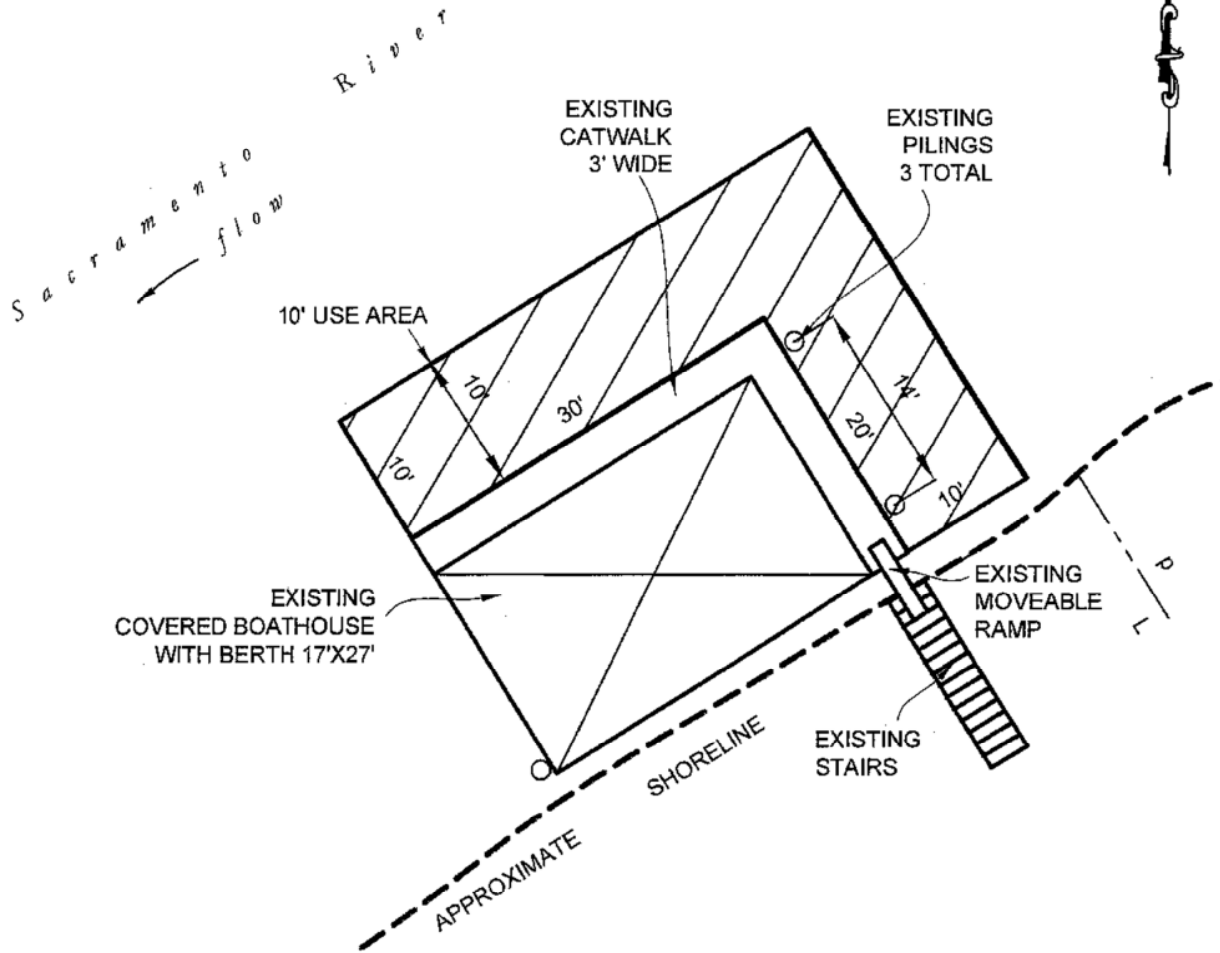 Sacramento River
flow
EXISTING
CATWALK
3' WIDE
EXISTING
PILINGS
3 TOTAL
10' USE AREA
10'
30'
10'
14'
20'
10'
EXISTING
COVERED BOATHOUSE
WITH BERTH 17'X27'
EXISTING
MOVEABLE
RAMP
P
L
EXISTING
STAIRS
APPROXIMATE SHORELINE